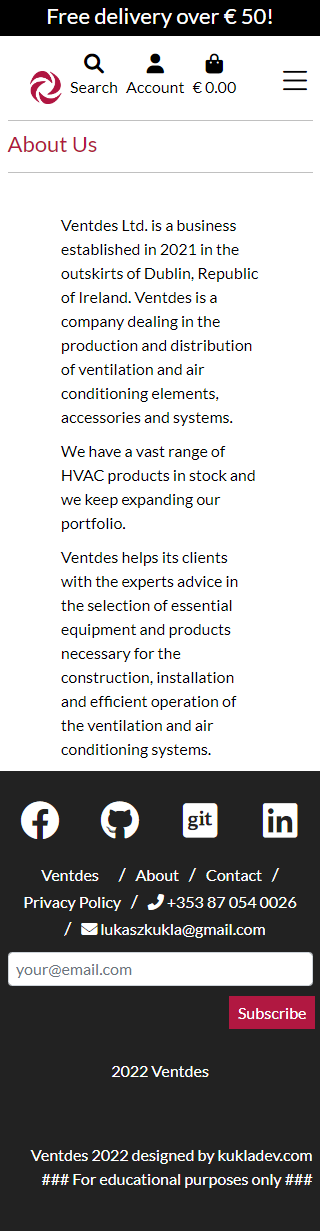 Free delivery over € 50!
Search Account € 0.00
About Us
Ventdes Ltd. is a business
established in 2021 in the
outskirts of Dublin, Republic
of Ireland. Ventdes is a
company dealing in the
production and distribution
of ventilation and air
conditioning elements,
accessories and systems.
We have a vast range of
HVAC products in stock and
we keep expanding our
portfolio.
Ventdes helps its clients
with the experts advice in
the selection of essential
equipment and products
necessary for the
construction, installation
and efficient operation of
the ventilation and air
conditioning systems.
git in
Ventdes / About / Contact /
Privacy Policy / +353 87 054 0026
/ lukaszkukla@gmail.com
your@email.com
Subscribe
2022 Ventdes
Ventdes 2022 designed by kukladev.com
### For educational purposes only ###